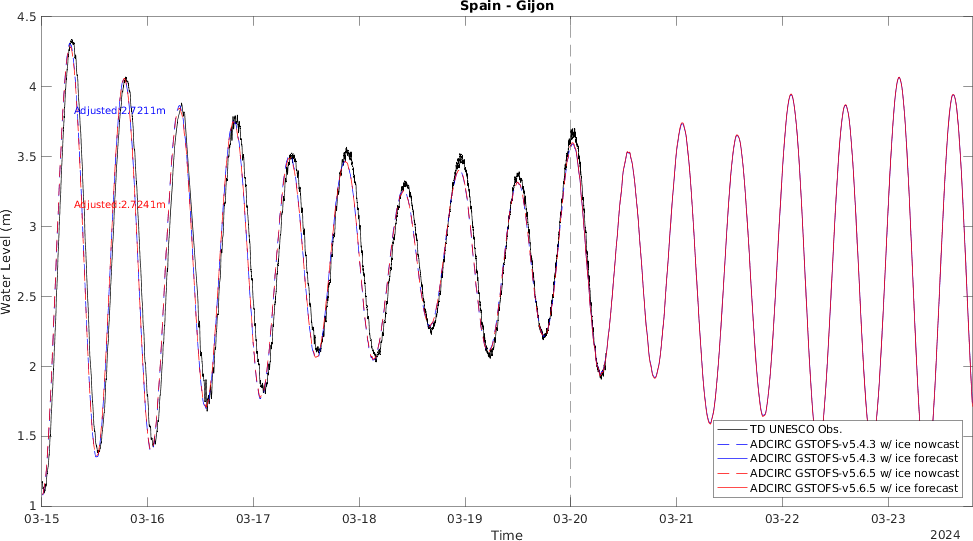 Spain - Gijon
4.5
4
3.5
3
2.5
2
1.5
1
Water Level (m)
Adjusted:2.7211m
Adjusted:2.7241m
TD UNESCO Obs.
ADCIRC GSTOFS-v5.4.3 w/ ice nowcast
ADCIRC GSTOFS-v5.4.3 w/ ice forecast
ADCIRC GSTOFS-v5.6.5 w/ ice nowcast
ADCIRC GSTOFS-v5.6.5 w/ ice forecast
03-15 03-16 03-17 03-18 03-19 03-20 03-21 03-22 03-23
Time
2024